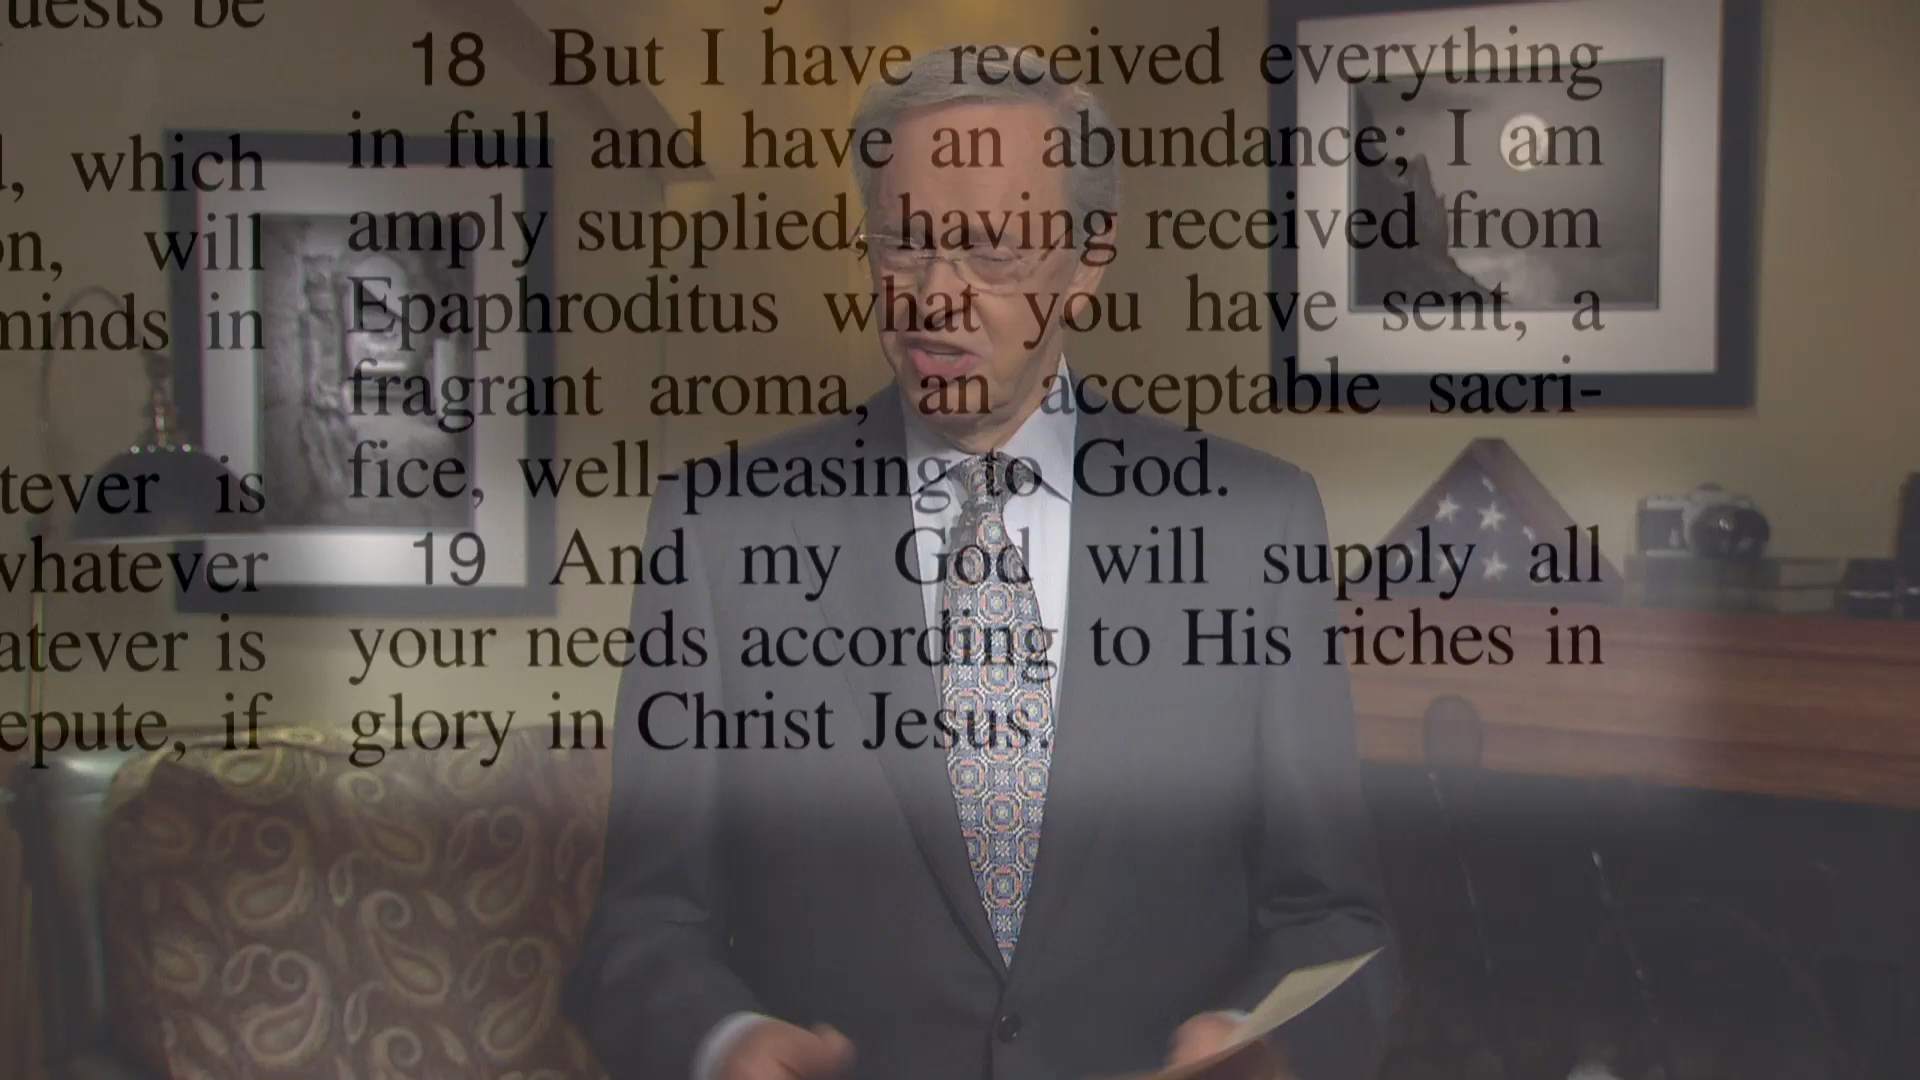 uests be
which
will
minds in
tever is
whatever
atever is
epute, if
18 But I have received everything
in full and have an abundance; I am
amply supplied, having received from
Epaphroditus what you have sent, a
fragrant aroma, an acceptable sacri-
fice, well-pleasing to God.
19 And my God will supply all
your needs according to His riches in
glory in Christ Jesus.